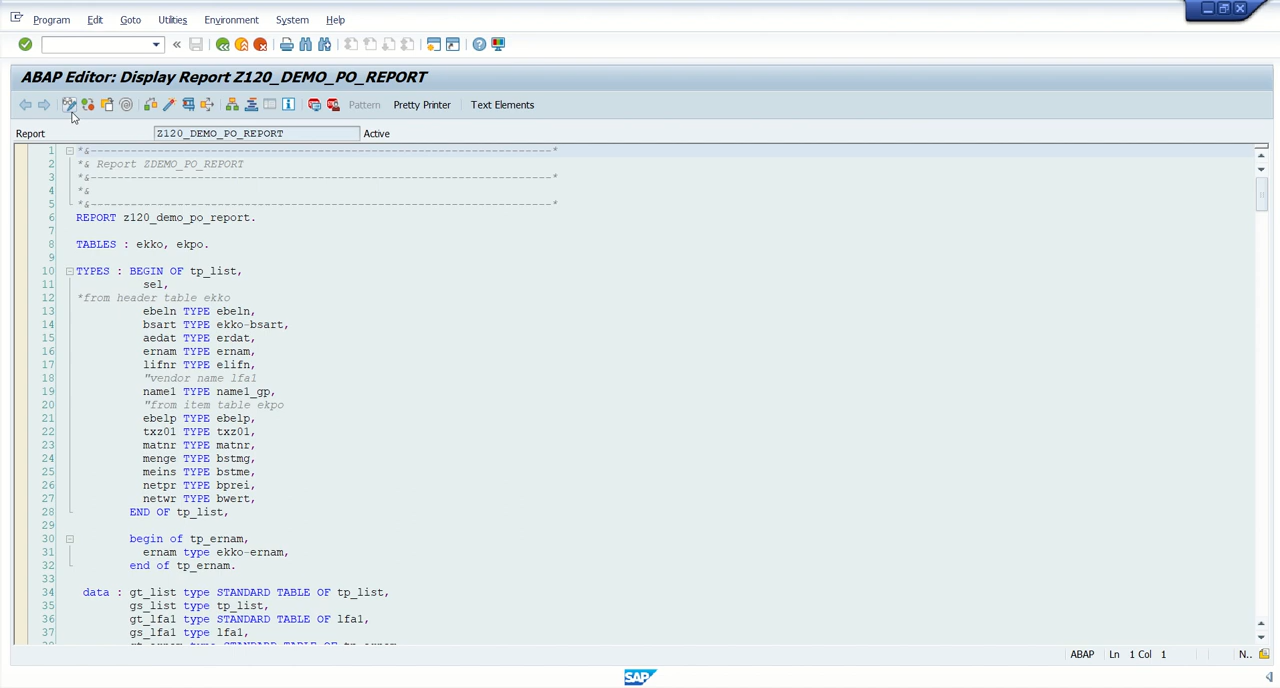 Program Edit Goto Utilities Environment System Help
ABAP Editor: Display Report Z120_DEMO_PO_REPORT
Pattern Pretty Printer Text Elements
Report Z120_DEMO_PO_REPORT Active
1 *&---------------------------------------------------------------------*
2 *& Report ZDEMO_PO_REPORT
3 *&---------------------------------------------------------------------*
4 *&
5 *&---------------------------------------------------------------------*
6 REPORT z120_demo_po_report.
7
8 TABLES : ekko, ekpo.
9
10 TYPES : BEGIN OF tp_list,
11 sel,
12 *from header table ekko
13 ebeln TYPE ebeln,
14 bsart TYPE ekko-bsart,
15 aedat TYPE erdat,
16 ernam TYPE ernam,
17 lifnr TYPE elifn,
18 "vendor name lfa1
19 name1 TYPE name1_gp,
20 "from item table ekpo
21 ebelp TYPE ebelp,
22 txz01 TYPE txz01,
23 matnr TYPE matnr,
24 menge TYPE bstmg,
25 meins TYPE bstme,
26 netpr TYPE bprei,
27 netwr TYPE bwert,
28 END OF tp_list,
29
30 begin of tp_ernam,
31 ernam type ekko-ernam,
32 end of tp_ernam.
33
34 data : gt_list type STANDARD TABLE OF tp_list,
35 gs_list type tp_list,
36 gt_lfa1 type STANDARD TABLE OF lfa1,
37 gs_lfa1 type lfa1,
38 gt_ernam type STANDARD TABLE OF tp_ernam
ABAP Ln 1 Col 1 N..
SAP